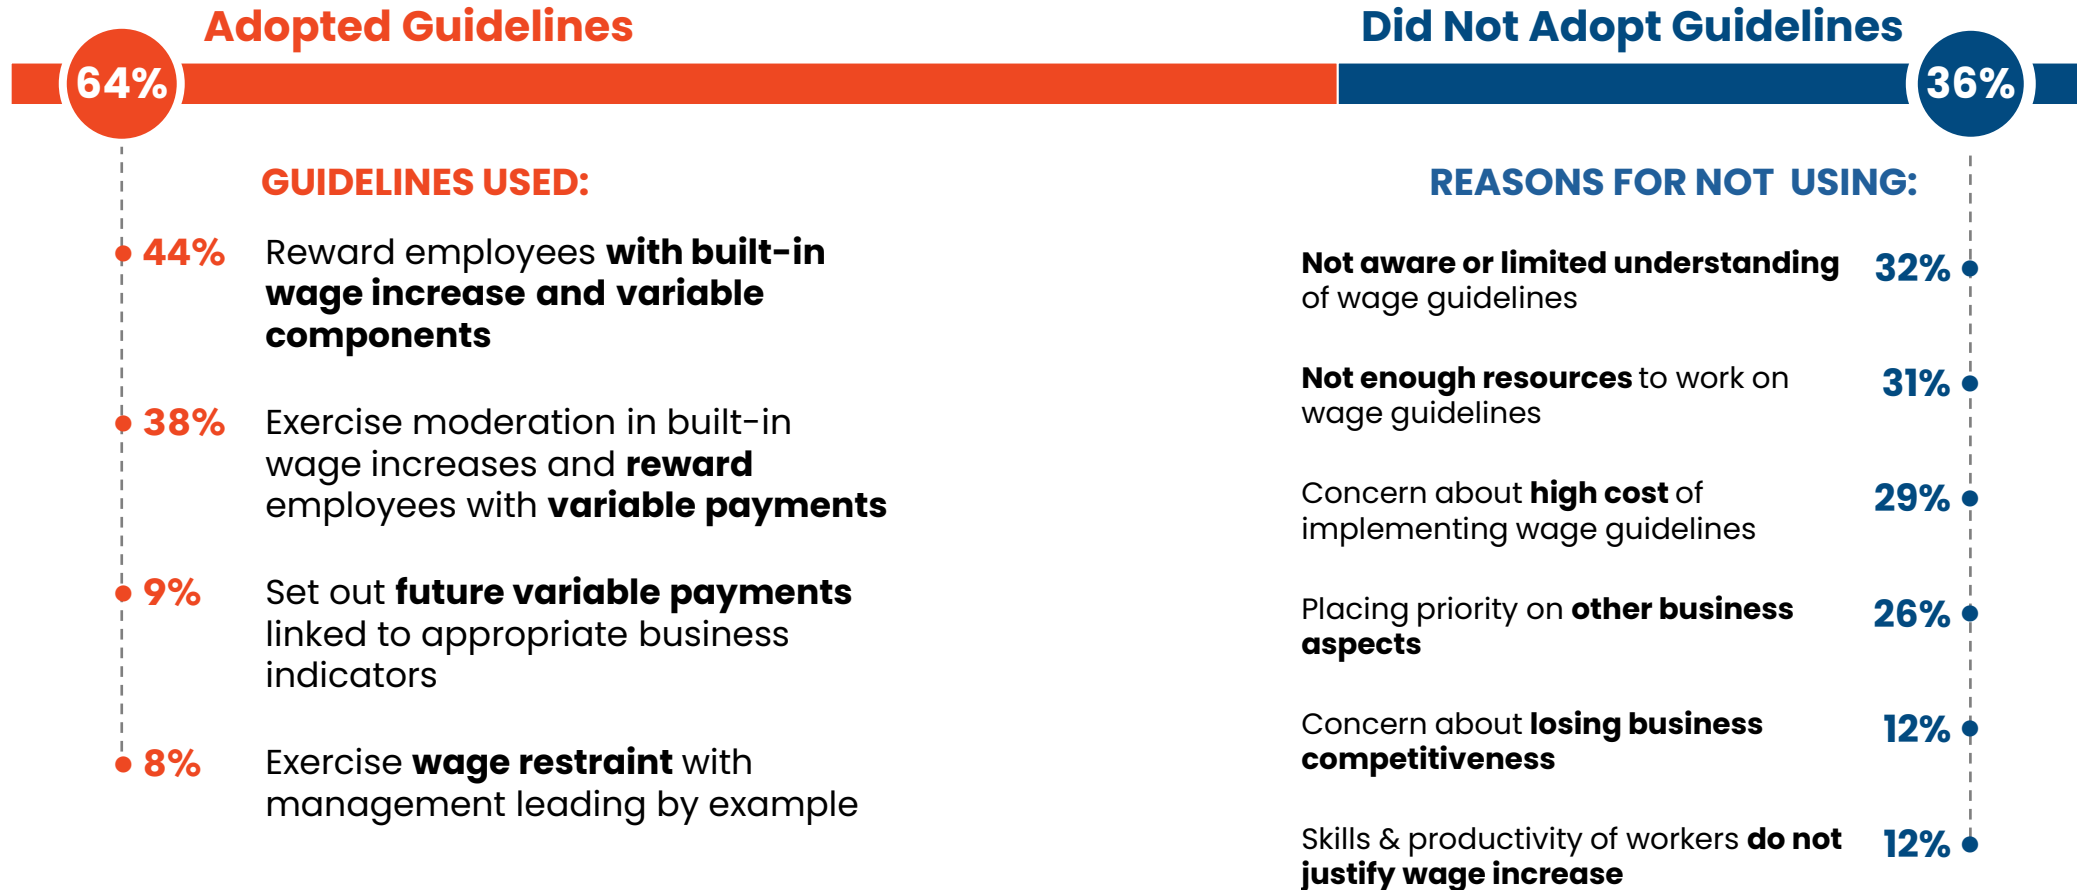 Adopted Guidelines
64%
GUIDELINES USED:
44% Reward employees with built-in
wage increase and variable
components
38% Exercise moderation in built-in
wage increases and reward
employees with variable payments
9% Set out future variable payments
linked to appropriate business
indicators
8% Exercise wage restraint with
management leading by example
Did Not Adopt Guidelines
36%
REASONS FOR NOT USING:
Not aware or limited understanding 32%
of wage guidelines
Not enough resources to work on 31%
wage guidelines
Concern about high cost of 29%
implementing wage guidelines
Placing priority on other business 26%
aspects
Concern about losing business 12%
competitiveness
Skills & productivity of workers do not 12%
justify wage increase